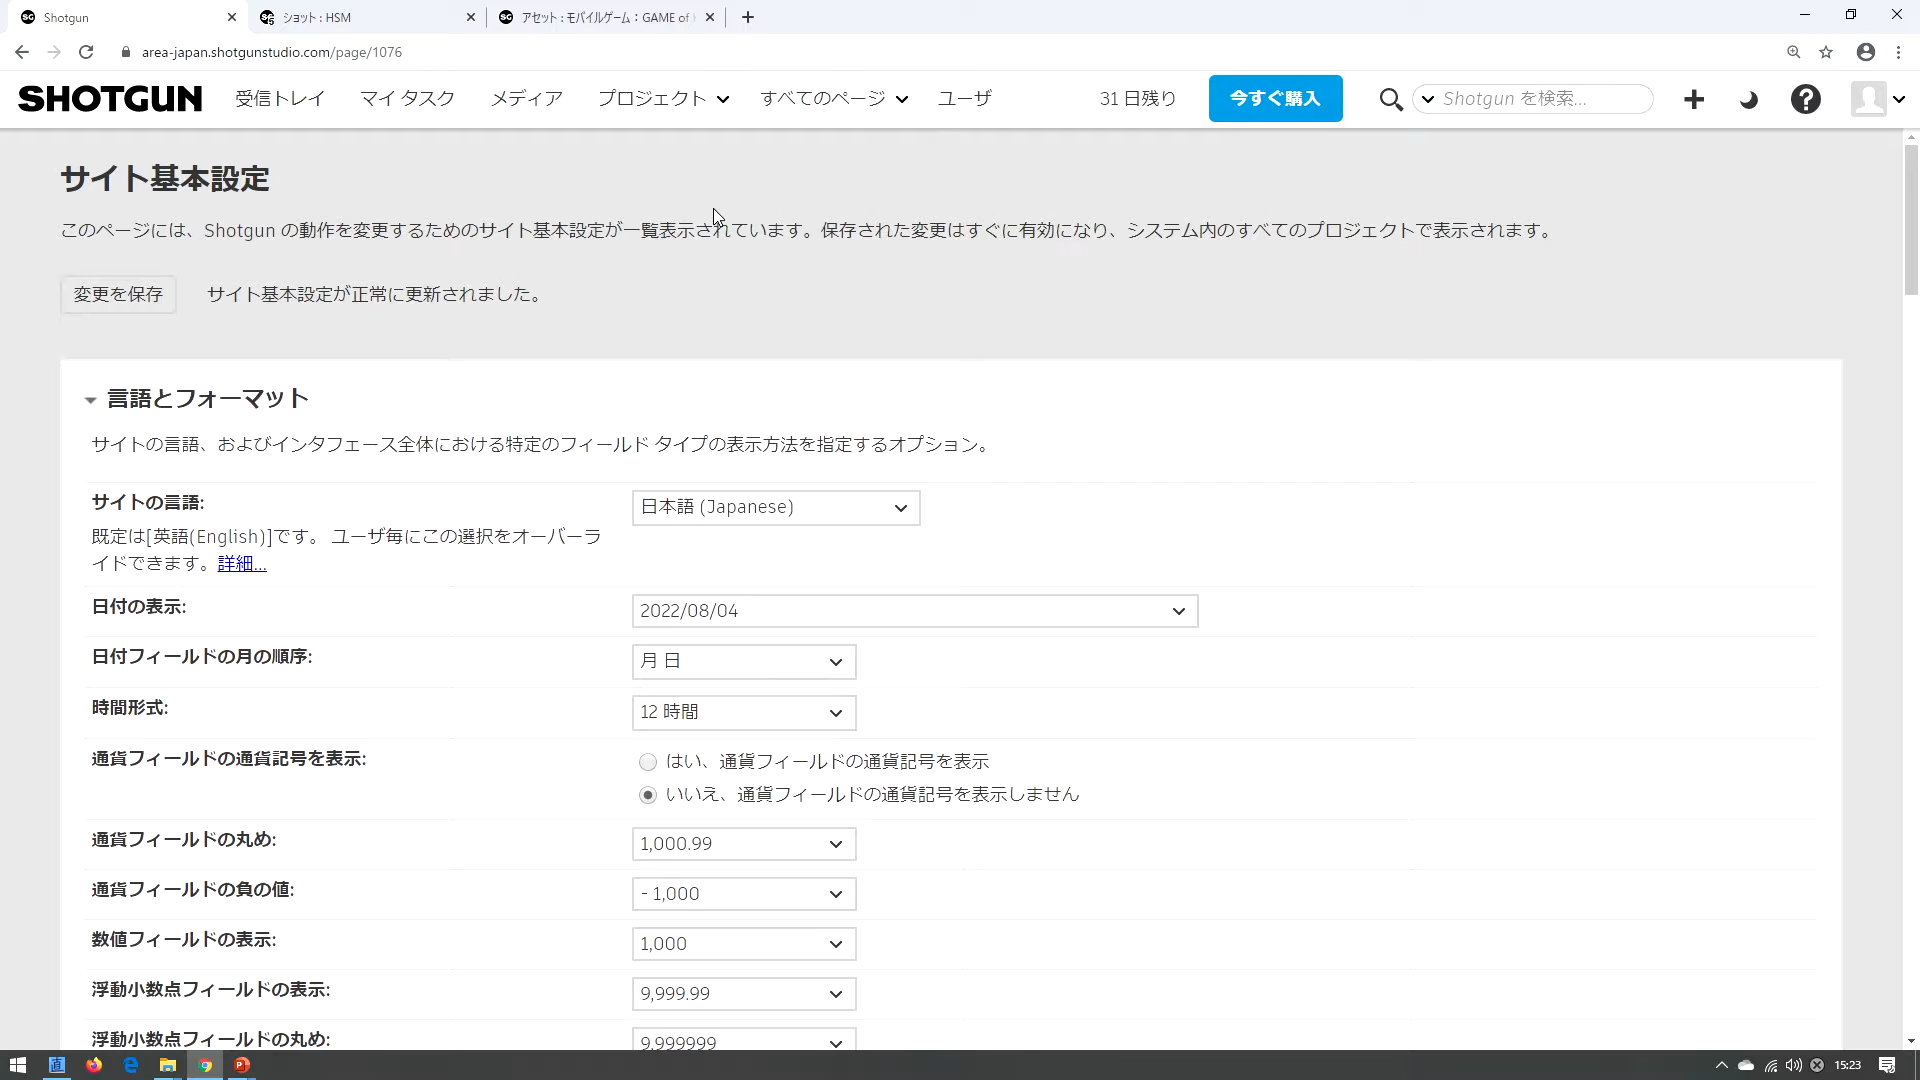 Shotgun
ショット : HSM
アセット : モバイルゲーム：GAME of
area-japan.shotgunstudio.com/page/1076
SHOTGUN 受信トレイ マイ タスク メディア プロジェクト すべてのページ ユーザ 31 日残り 今すぐ購入 Shotgun を検索...
サイト基本設定
このページには、Shotgun の動作を変更するためのサイト基本設定が一覧表示されています。保存された変更はすぐに有効になり、システム内のすべてのプロジェクトで表示されます。
変更を保存 サイト基本設定が正常に更新されました。
言語とフォーマット
サイトの言語、およびインタフェース全体における特定のフィールド タイプの表示方法を指定するオプション。
サイトの言語: 日本語 (Japanese)
既定は[英語(English)]です。 ユーザ毎にこの選択をオーバーラ
イドできます。詳細...
日付の表示: 2022/08/04
日付フィールドの月の順序: 月 日
時間形式: 12 時間
通貨フィールドの通貨記号を表示: はい、通貨フィールドの通貨記号を表示
いいえ、通貨フィールドの通貨記号を表示しません
通貨フィールドの丸め: 1,000.99
通貨フィールドの負の値: - 1,000
数値フィールドの表示: 1,000
浮動小数点フィールドの表示: 9,999.99
浮動小数点フィールドの丸め: 9.999999
15:23